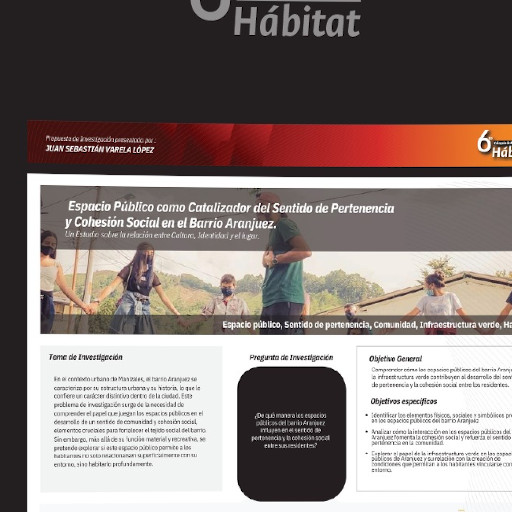 6
Hábitat
Propuesta de Investigación presentada por :
JUAN SEBASTIÁN VARELA LÓPEZ
6
Háb
Espacio Público como Catalizador del Sentido de Pertenencia
y Cohesión Social en el Barrio Aranjuez.
Un Estudio sobre la relación entre Cultura, Identidad y el lugar.
Espacio público, Sentido de pertenencia, Comunidad, Infraestructura verde, Ha
Tema de Investigación
En el contexto urbano de Manizales, el barrio Aranjuez se
caracteriza por su estructura urbana y su historia, lo que le
confiere un carácter distintivo dentro de la ciudad. Este
problema de investigación surge de la necesidad de
comprender el papel que juegan los espacios públicos en el
desarrollo de un sentido de comunidad y cohesión social,
elementos cruciales para fortalecer el tejido social del barrio.
Sin embargo, más allá de su función material y recreativa, se
pretende explorar si este espacio público permite a los
habitantes no solo relacionarse superficialmente con su
entorno, sino habitarlo profundamente.
Pregunta de Investigación
¿De qué manera los espacios
públicos del barrio Aranjuez
influyen en el sentido de
pertenencia y la cohesión social
entre sus residentes?
Objetivo General
Comprender cómo los espacios públicos del barrio Aranju
la infraestructura verde contribuyen al desarrollo del sent
de pertenencia y la cohesión social entre los residentes.
Objetivos específicos
• Identificar los elementos físicos, sociales y simbólicos pr
en los espacios públicos del barrio Aranjuez
• Analizar cómo la interacción en los espacios públicos del
Aranjuez fomenta la cohesión social y refuerza el sentido
pertenencia en la comunidad.
• Explorar el papel de la infraestructura verde en los espacios
públicos de Aranjuez y su relación con la creación de
condiciones que permitan a los habitantes vincularse con
entorno.